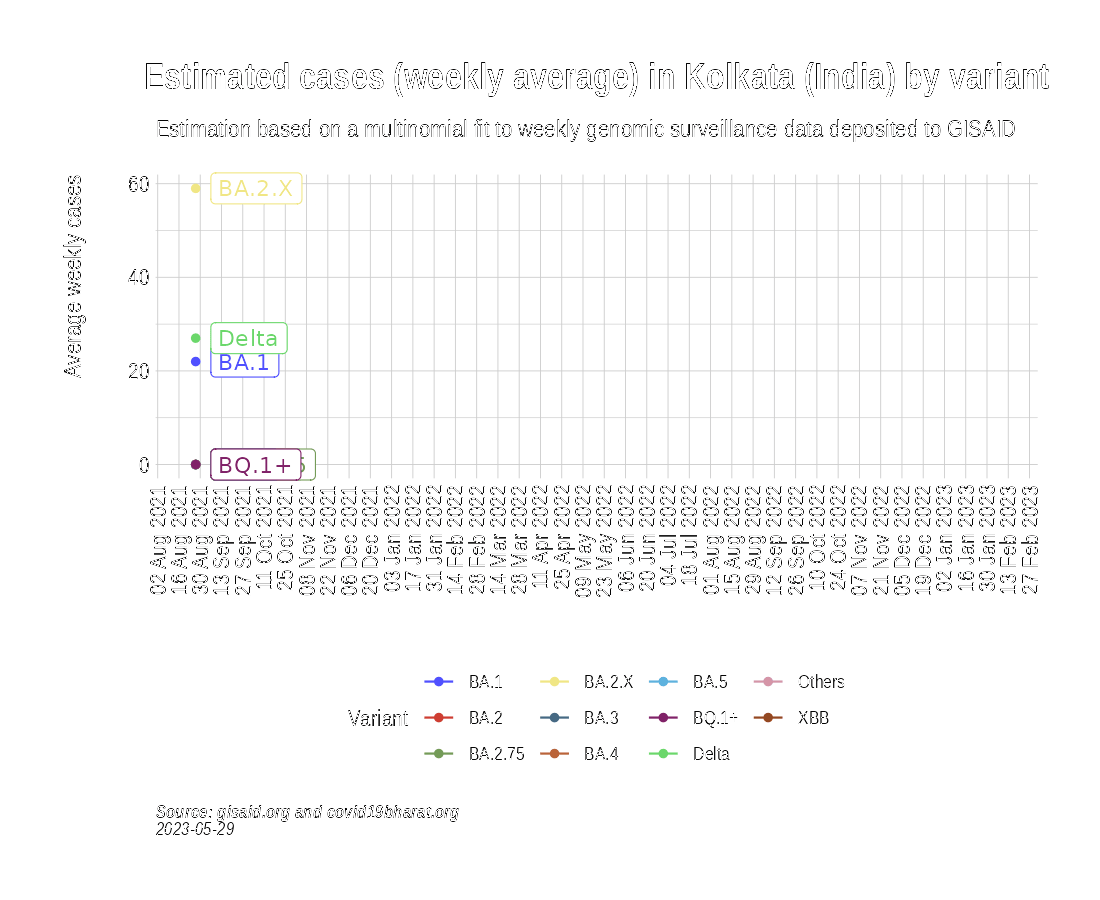 Estimated cases (weekly average) in Kolkata (India) by variant
Estimation based on a multinomial fit to weekly genomic surveillance data deposited to GISAID
Average weekly cases
60
40
20
0
BA.2.X
Delta
BA.1
BQ.1+
5
02 Aug 2021
16 Aug 2021
30 Aug 2021
13 Sep 2021
27 Sep 2021
11 Oct 2021
25 Oct 2021
08 Nov 2021
22 Nov 2021
06 Dec 2021
20 Dec 2021
03 Jan 2022
17 Jan 2022
31 Jan 2022
14 Feb 2022
28 Feb 2022
14 Mar 2022
28 Mar 2022
11 Apr 2022
25 Apr 2022
09 May 2022
23 May 2022
06 Jun 2022
20 Jun 2022
04 Jul 2022
18 Jul 2022
01 Aug 2022
15 Aug 2022
29 Aug 2022
12 Sep 2022
26 Sep 2022
10 Oct 2022
24 Oct 2022
07 Nov 2022
21 Nov 2022
05 Dec 2022
19 Dec 2022
02 Jan 2023
16 Jan 2023
30 Jan 2023
13 Feb 2023
27 Feb 2023
Variant
BA.1 BA.2.X BA.5 Others
BA.2 BA.3 BQ.1+ XBB
BA.2.75 BA.4 Delta
Source: gisaid.org and covid19bharat.org
2023-05-29